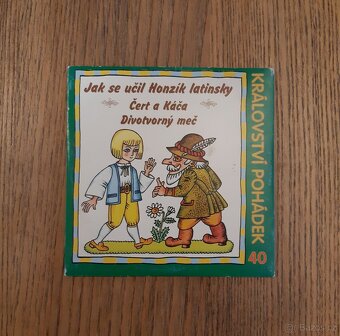 Jak se učil Honzík latinsky
Čert a Káča
Divotvorný meč
KRÁLOVSTVÍ POHÁDEK
40